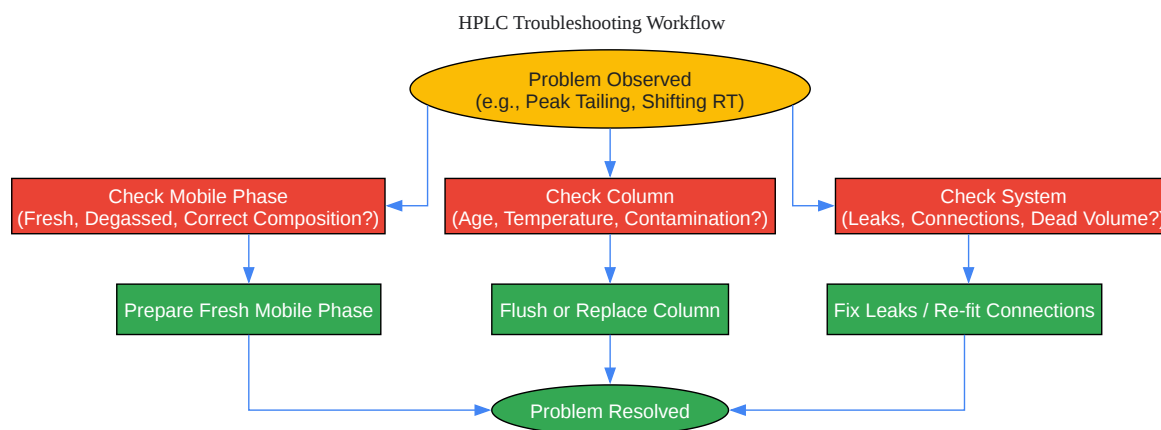 HPLC Troubleshooting Workflow
Problem Observed
(e.g., Peak Tailing, Shifting RT)
Check Mobile Phase
(Fresh, Degassed, Correct Composition?)
Check Column
(Age, Temperature, Contamination?)
Check System
(Leaks, Connections, Dead Volume?)
Prepare Fresh Mobile Phase
Flush or Replace Column
Fix Leaks / Re-fit Connections
Problem Resolved